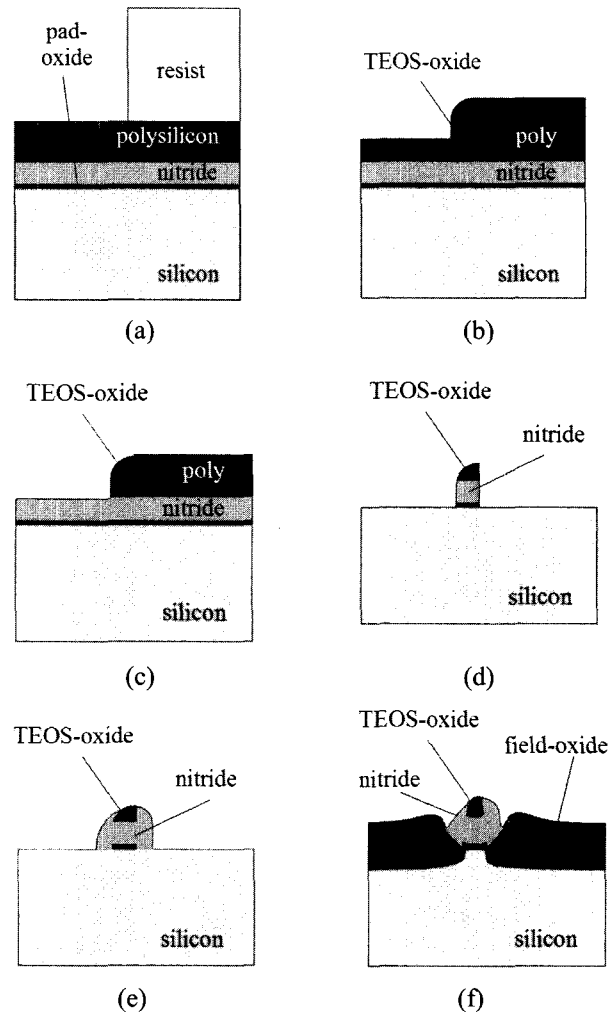 pad-
oxide
resist
polysilicon
nitride
silicon
(a)
TEOS-oxide
poly
nitride
silicon
(b)
TEOS-oxide
poly
nitride
silicon
(c)
TEOS-oxide
nitride
silicon
(d)
TEOS-oxide
nitride
silicon
(e)
TEOS-oxide
field-oxide
nitride
silicon
(f)